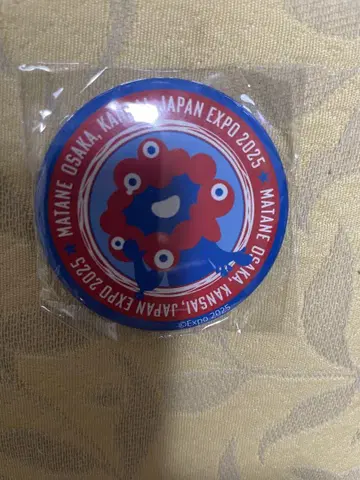 ★ MATANE OSAKA, KANSAI, JAPAN EXPO 2025
★ MATANE OSAKA, KANSAI, JAPAN EXPO 2025
©Expo 2025